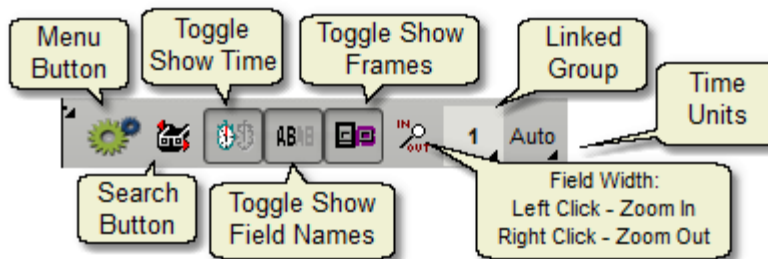 Menu
Button
Toggle
Show Time
Toggle Show
Frames
Linked
Group
Time
Units
AB AB
IN
OUT
1
Auto
Search
Button
Toggle Show
Field Names
Field Width:
Left Click - Zoom In
Right Click - Zoom Out